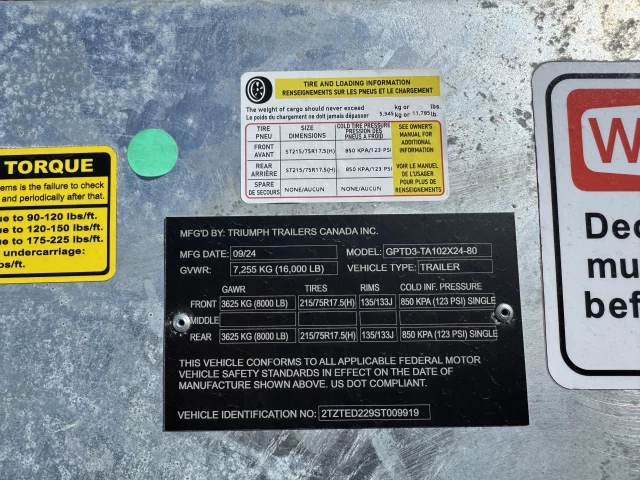 TIRE AND LOADING INFORMATION
RENSEIGNEMENTS SUR LES PNEUS ET LE CHARGEMENT
The weight of cargo should never exceed kg or lbs.
Le poids du chargement ne doit jamais dépasser 5,345 kg or 11,785 lb.
TIRE PNEU SIZE DIMENSIONS COLD TIRE PRESSURE PRESSION DES PNEUS A FROID
FRONT AVANT ST215/75R17.5(H) 850 KPA/123 PSI
REAR ARRIÈRE ST215/75R17.5(H) 850 KPA/123 PSI
SPARE DE SECOURS NONE/AUCUN NONE/AUCUN
SEE OWNER'S
MANUAL FOR
ADDITIONAL
INFORMATION
VOIR LE MANUEL
DE L'USAGER
POUR PLUS DE
RENSEIGNEMENTS
TORQUE
ems is the failure to check
and periodically after that.
ue to 90-120 lbs/ft.
ue to 120-150 lbs/ft.
ue to 175-225 lbs/ft.
undercarriage:
bs/ft.
MFG'D BY: TRIUMPH TRAILERS CANADA INC.
MFG DATE: 09/24 MODEL: GPTD3-TA102X24-80
GVWR: 7,255 KG (16,000 LB) VEHICLE TYPE: TRAILER
GAWR TIRES RIMS COLD INF. PRESSURE
FRONT 3625 KG (8000 LB) 215/75R17.5(H) 135/133J 850 KPA (123 PSI) SINGLE
MIDDLE
REAR 3625 KG (8000 LB) 215/75R17.5(H) 135/133J 850 KPA (123 PSI) SINGLE
THIS VEHICLE CONFORMS TO ALL APPLICABLE FEDERAL MOTOR
VEHICLE SAFETY STANDARDS IN EFFECT ON THE DATE OF
MANUFACTURE SHOWN ABOVE. US DOT COMPLIANT.
VEHICLE IDENTIFICATION NO: 2TZTED229ST009919
W
Dec
mu
bef